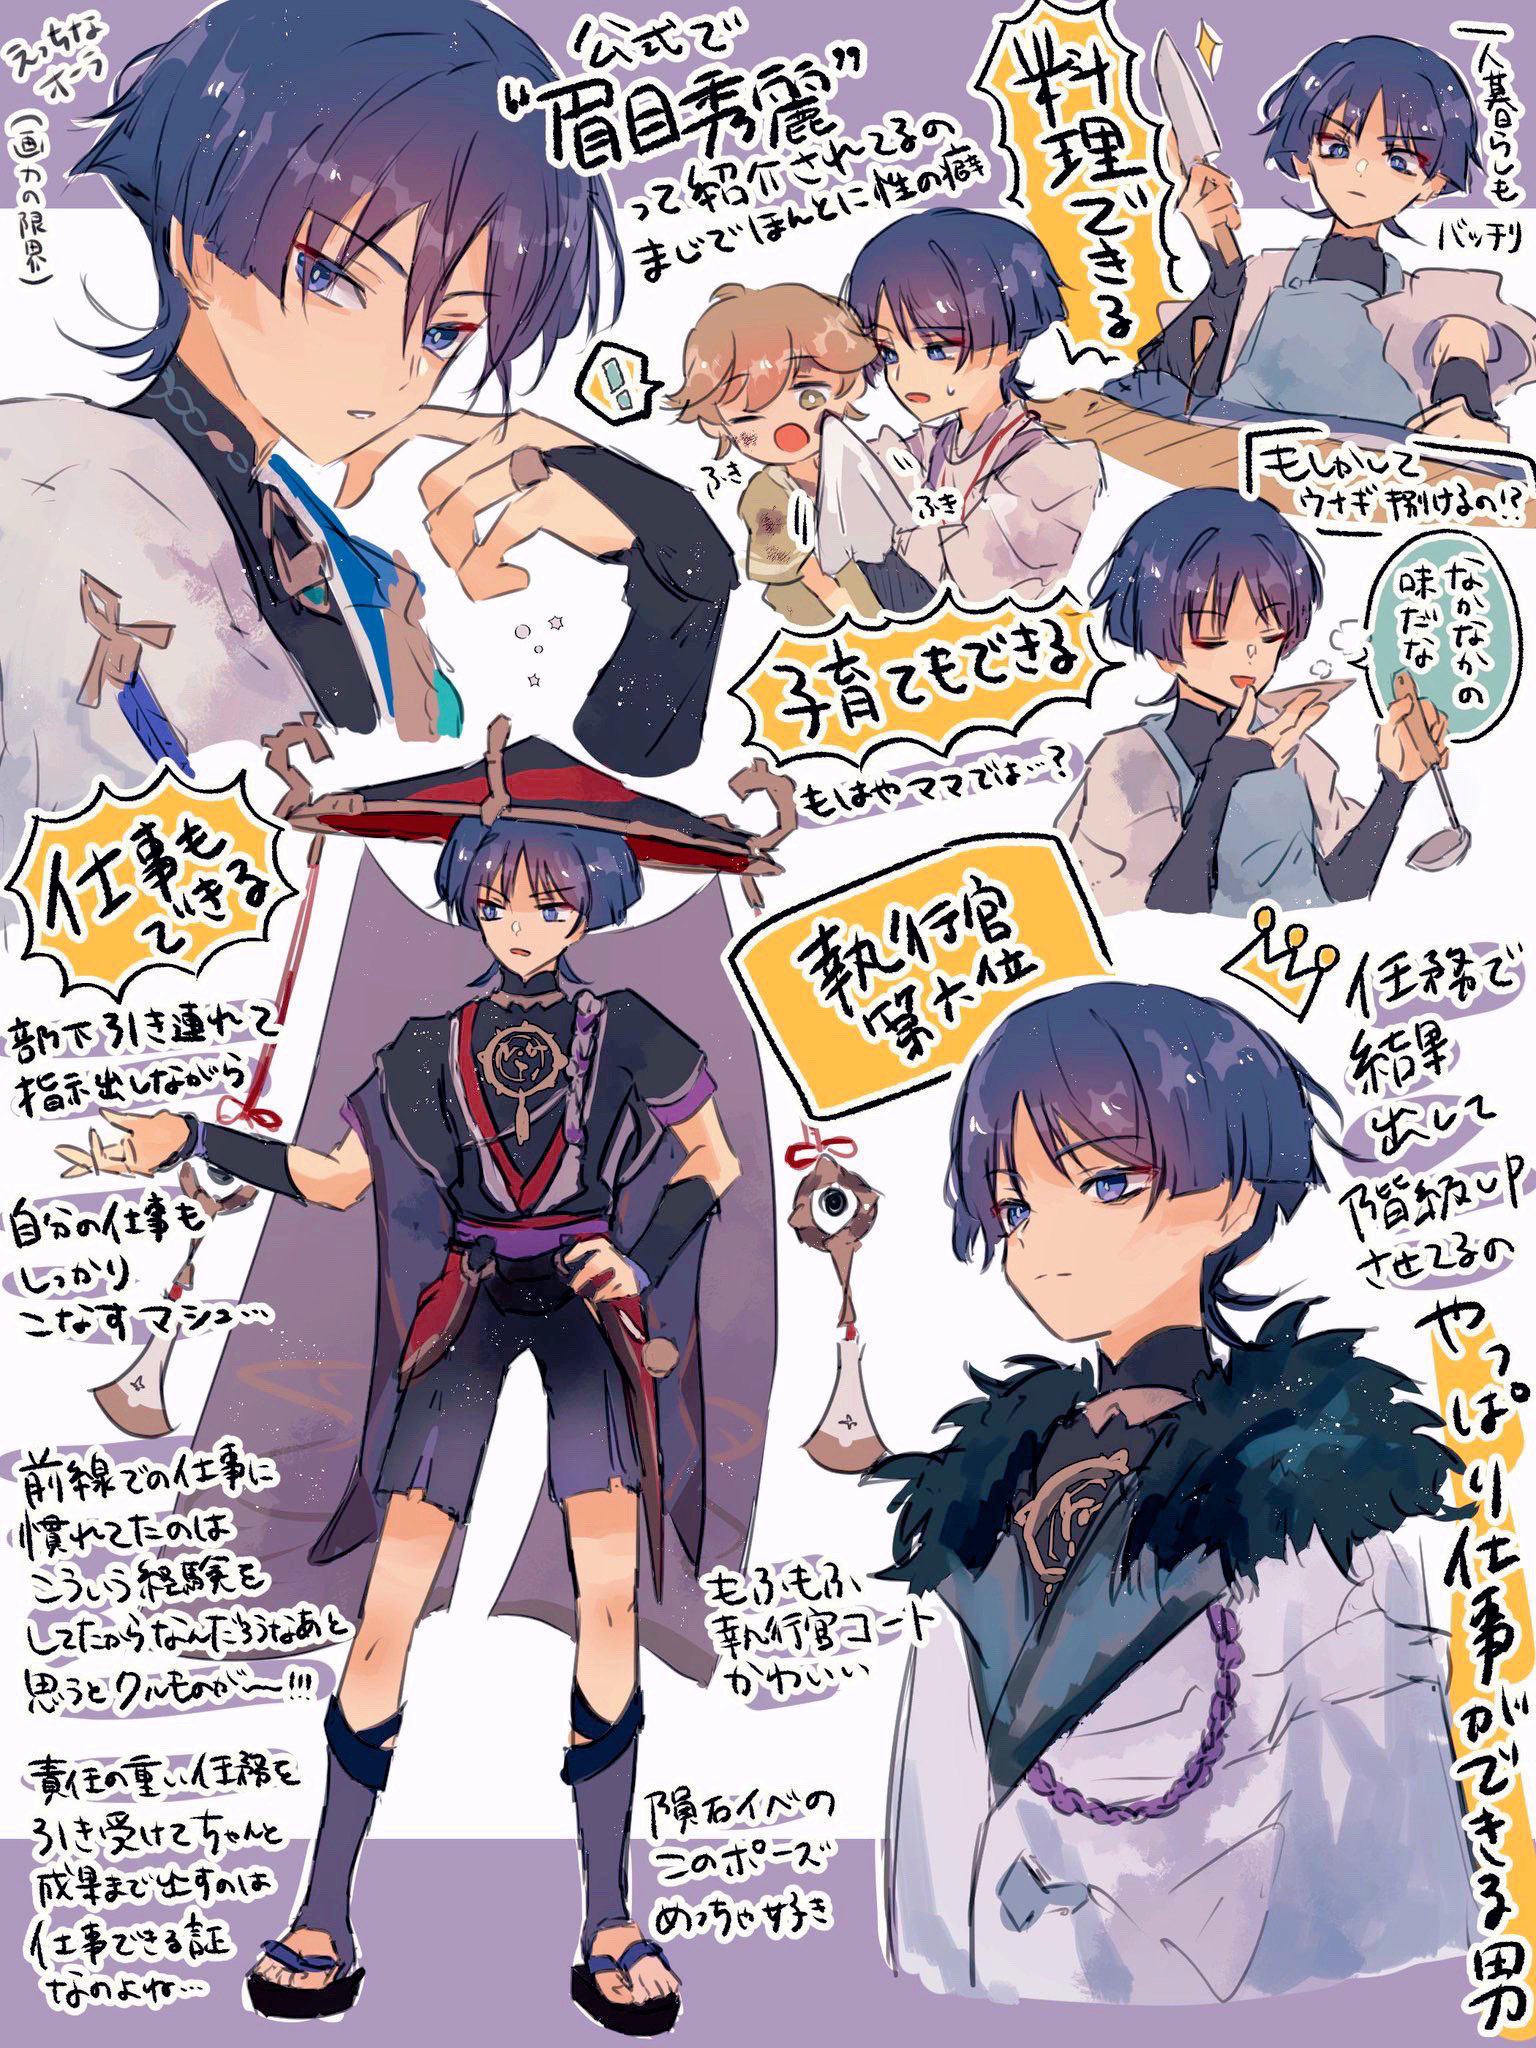 えっちな
オーラ
(画力の限界)
公式で
"眉目秀麗"
って紹介されてるの
まじでほんとに性の癖
料理できる
一人暮らしも
バッチリ
もしかして
ウナギ捌けるの!?
なかなかの
味だな
!!
ふき
ふき
子育てもできる
もはやママでは…?
仕事も
できる
部下引き連れて
指示出しながら
自分の仕事も
しっかり
こなすマシュ…
前線での仕事に
慣れてたのは
こういう経験を
してたからなんだろうなあと
思うとクルものが〜!!!
責任の重い任務を
引き受けてちゃんと
成果まで出すのは
仕事できる証
なのよね…
隕石イベの
このポーズ
めっちゃ好き
執行官
第六位
任務で
結果
出して
階級UP
させてるの
やっぱり仕事ができる男
もふもふ
執行官コート
かわいい